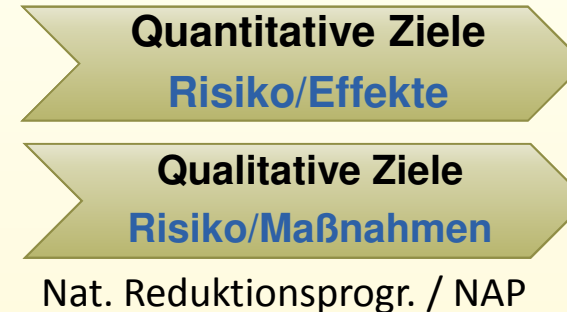 Quantitative Ziele
Risiko/Effekte
Qualitative Ziele
Risiko/Maßnahmen
Nat. Reduktionsprogr. / NAP